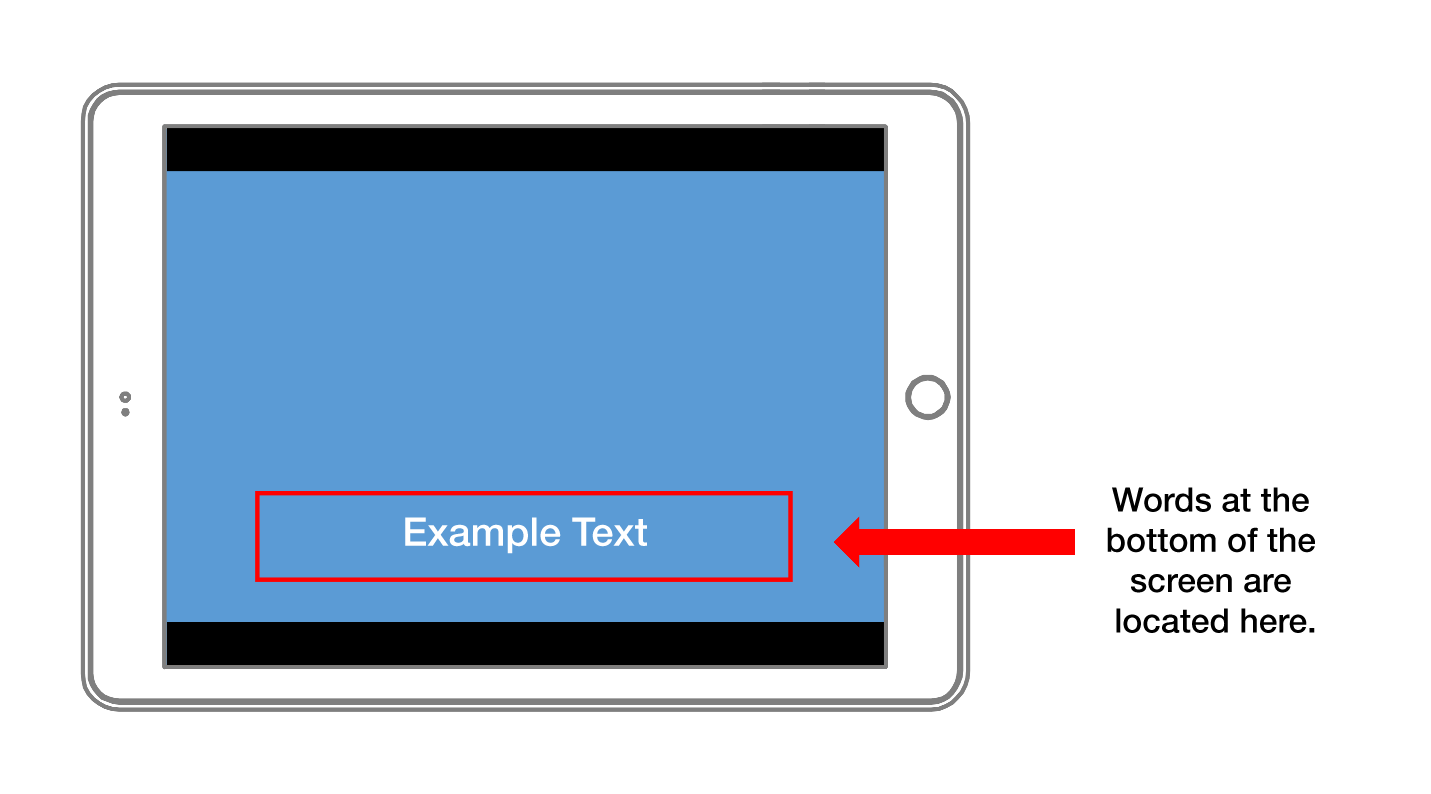 Example Text
Words at the
bottom of the
screen are
located here.